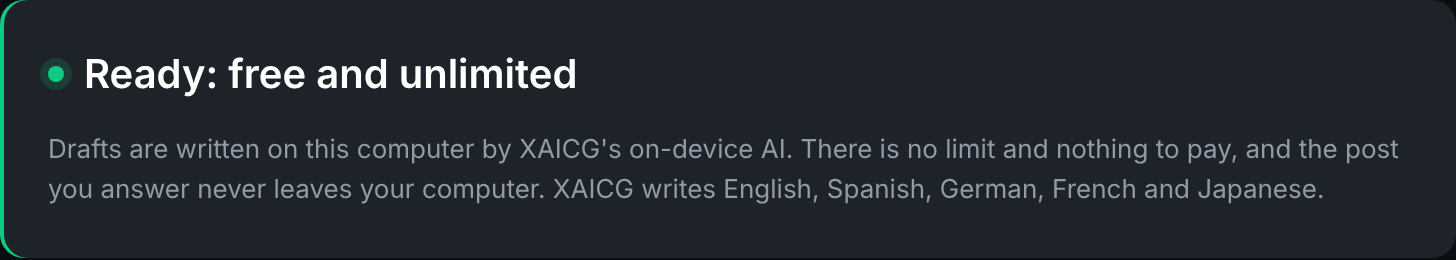 Ready: free and unlimited
Drafts are written on this computer by XAICG's on-device AI. There is no limit and nothing to pay, and the post
you answer never leaves your computer. XAICG writes English, Spanish, German, French and Japanese.